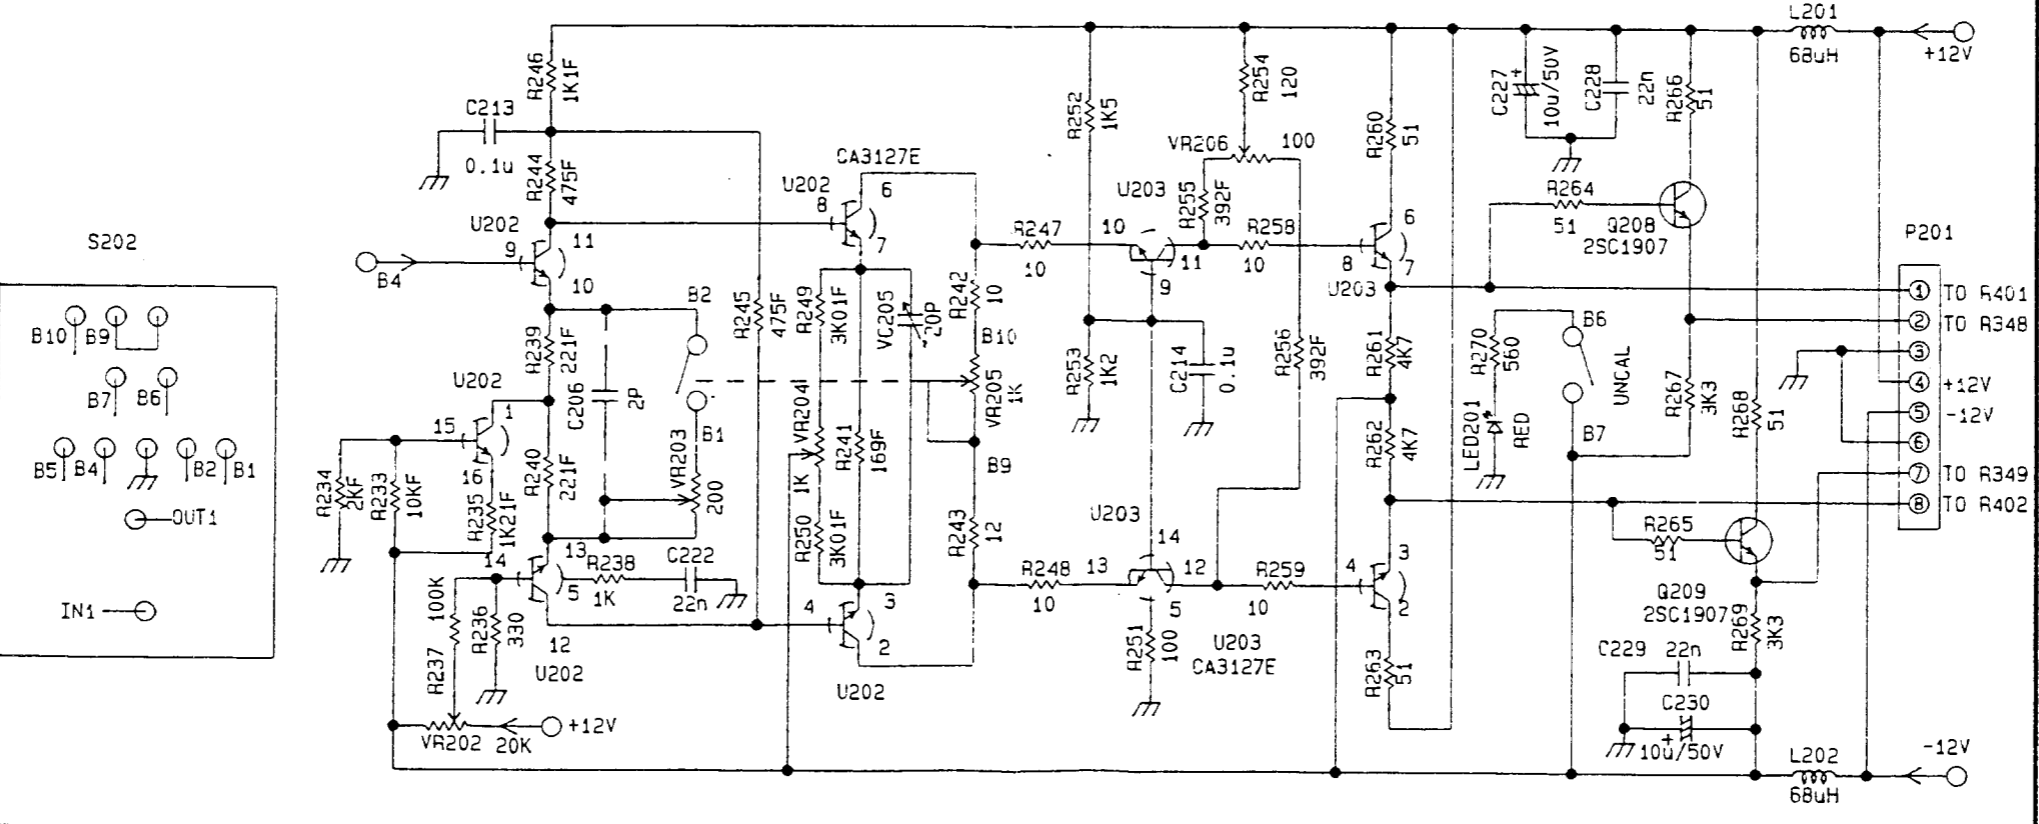 S202
B10
B9
B7
B6
B5
B4
B2
B1
OUT1
IN1
B4
C213
0.1u
R246
1K1F
R244
475F
U202
9
11
10
R239
221F
C206
2P
B2
B1
VR203
200
U202
15
1
16
R240
221F
R234
2KF
R233
10KF
R235
1K21F
14
13
5
12
U202
R238
1K
C222
22n
R237
100K
R236
330
VR202
20K
+12V
R245
475F
CA3127E
U202
8
6
7
R249
3K01F
VC205
20P
VR204
1K
R241
169F
R250
3K01F
4
3
2
U202
R242
10
B10
VR205
1K
B9
R243
12
R247
10
R248
10
R252
1K5
R253
1K2
U203
10
11
9
C214
0.1u
U203
14
13
12
5
R251
100
U203
CA3127E
R254
120
VR206
100
R255
392F
R258
10
R256
392F
R259
10
R260
51
6
8
7
U203
R261
4K7
R262
4K7
4
3
2
R263
51
C227
+
10u/50V
C228
22n
R266
51
R264
51
Q208
2SC1907
R270
560
LED201
RED
B6
UNCAL
B7
R267
3K3
R268
51
R265
51
Q209
2SC1907
R269
3K3
C229
22n
C230
+
10u/50V
L201
68uH
+12V
L202
68uH
-12V
P201
1 TO R401
2 TO R348
3
4 +12V
5 -12V
6
7 TO R349
8 TO R402